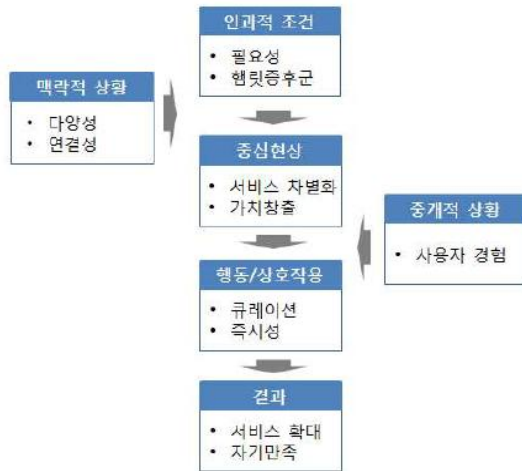 인과적 조건
• 필요성
• 햄릿증후군
맥락적 상황
• 다양성
• 연결성
중심현상
• 서비스 차별화
• 가치창출
중개적 상황
• 사용자 경험
행동/상호작용
• 큐레이션
• 즉시성
결과
• 서비스 확대
• 자기만족